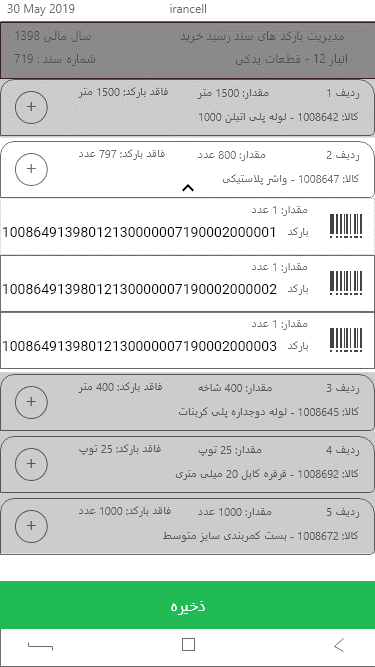 30 May 2019 irancell
مدیریت بارکد های سند رسید خرید سال مالی 1398
انبار 12 - قطعات یدکی شماره سند : 719
ردیف 1 مقدار: 1500 متر فاقد بارکد: 1500 متر
کالا: 1008642 - لوله پلی اتیلن 1000
ردیف 2 مقدار: 800 عدد فاقد بارکد: 797 عدد
کالا: 1008647 - واشر پلاستیکی
مقدار: 1 عدد
بارکد 10086491398012130000007190002000001
مقدار: 1 عدد
بارکد 10086491398012130000007190002000002
مقدار: 1 عدد
بارکد 10086491398012130000007190002000003
ردیف 3 مقدار: 400 شاخه فاقد بارکد: 400 متر
کالا: 1008645 - لوله دوجداره پلی کربنات
ردیف 4 مقدار: 25 توپ فاقد بارکد: 25 توپ
کالا: 1008692 - قرقره کابل 20 میلی متری
ردیف 5 مقدار: 1000 عدد فاقد بارکد: 1000 عدد
کالا: 1008672 - بست کمربندی سایز متوسط
ذخیره